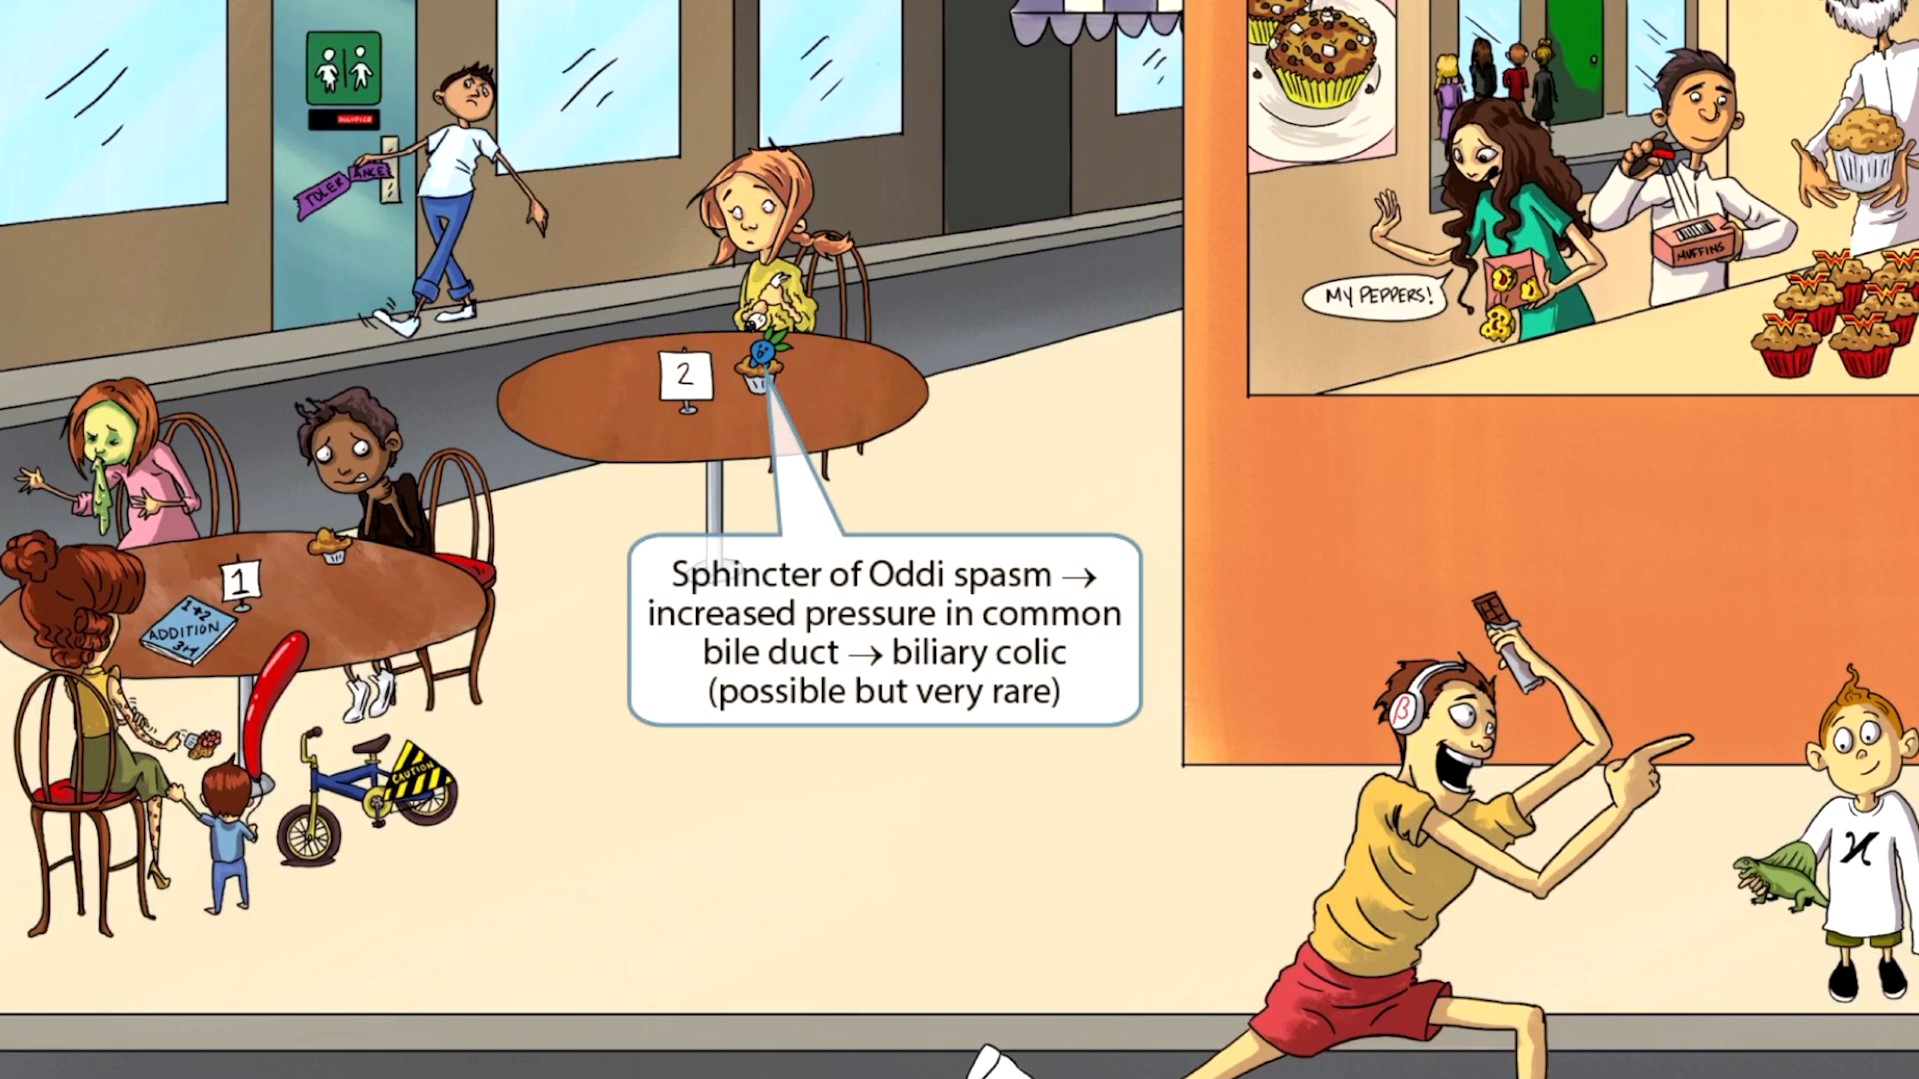 TOLER ANCE
MY PEPPERS!
MUFFINS
2
1
1+2
ADDITION
3+4
CAUTION
Sphincter of Oddi spasm →
increased pressure in common
bile duct → biliary colic
(possible but very rare)
β
ϰ